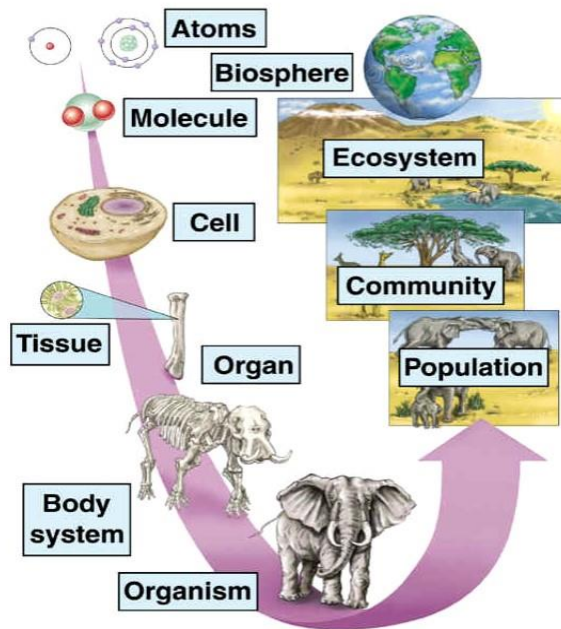 Atoms
Biosphere
Molecule
Ecosystem
Cell
Community
Tissue
Organ
Population
Body
system
Organism